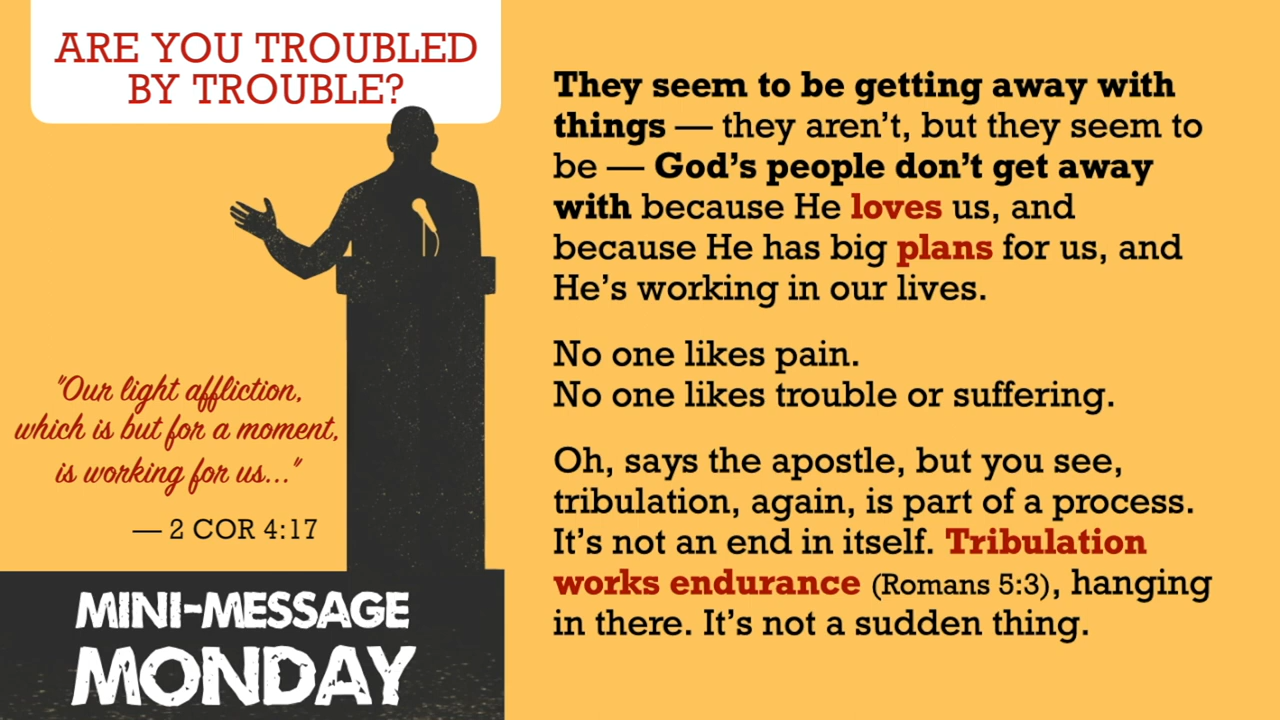 ARE YOU TROUBLED
BY TROUBLE?
"Our light affliction,
which is but for a moment,
is working for us..."
— 2 COR 4:17
MINI-MESSAGE
MONDAY
They seem to be getting away with
things — they aren’t, but they seem to
be — God’s people don’t get away
with because He loves us, and
because He has big plans for us, and
He’s working in our lives.
No one likes pain.
No one likes trouble or suffering.
Oh, says the apostle, but you see,
tribulation, again, is part of a process.
It’s not an end in itself. Tribulation
works endurance (Romans 5:3), hanging
in there. It’s not a sudden thing.